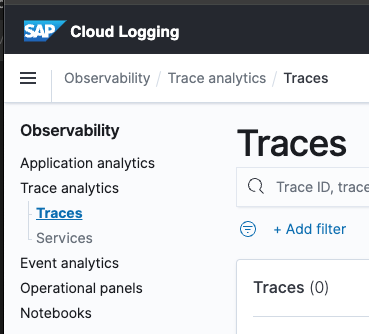 SAP Cloud Logging
Observability / Trace analytics / Traces
Observability
Application analytics
Trace analytics
Traces
Services
Event analytics
Operational panels
Notebooks
Traces
Trace ID, trace
+ Add filter
Traces (0)